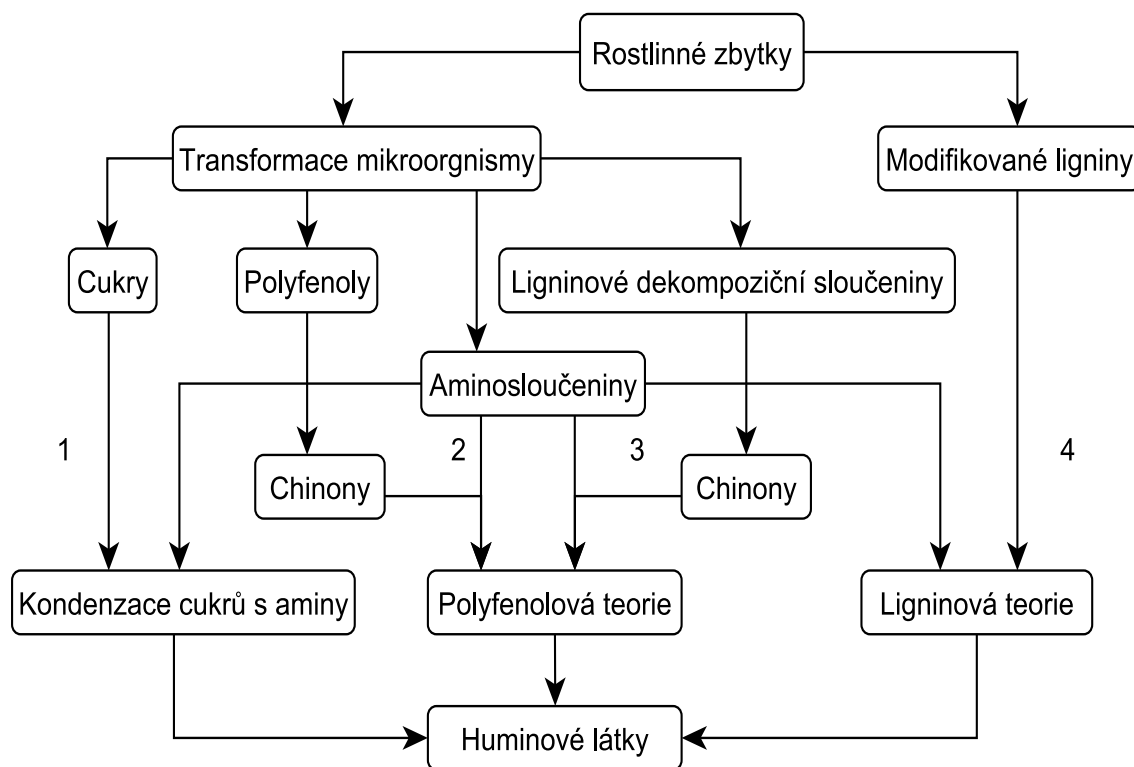 Rostlinné zbytky
Transformace mikroorgnismy
Modifikované ligniny
Cukry
Polyfenoly
Ligninové dekompoziční sloučeniny
Aminosloučeniny
1
2
3
4
Chinony
Chinony
Kondenzace cukrů s aminy
Polyfenolová teorie
Ligninová teorie
Huminové látky